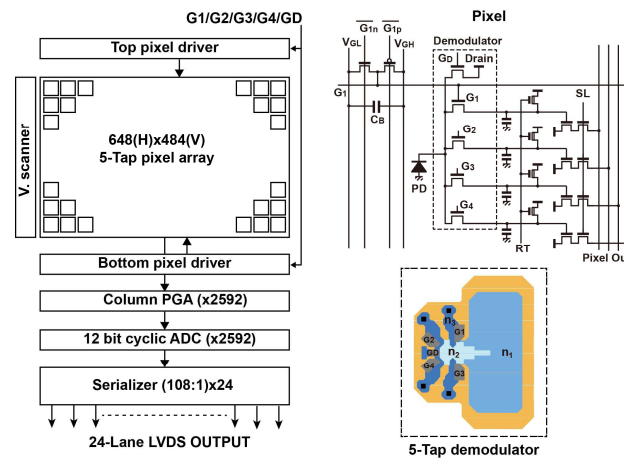 G1/G2/G3/G4/GD
Top pixel driver
V. scanner
648(H)x484(V)
5-Tap pixel array
Bottom pixel driver
Column PGA (x2592)
12 bit cyclic ADC (x2592)
Serializer (108:1)x24
24-Lane LVDS OUTPUT
Pixel
G1n
G1p
VGL
VGH
Demodulator
GD
Drain
G1
G1
SL
CB
G2
PD
G3
G4
RT
Pixel Out
n3
G1
G2
GD
n2
n1
G4
G3
5-Tap demodulator